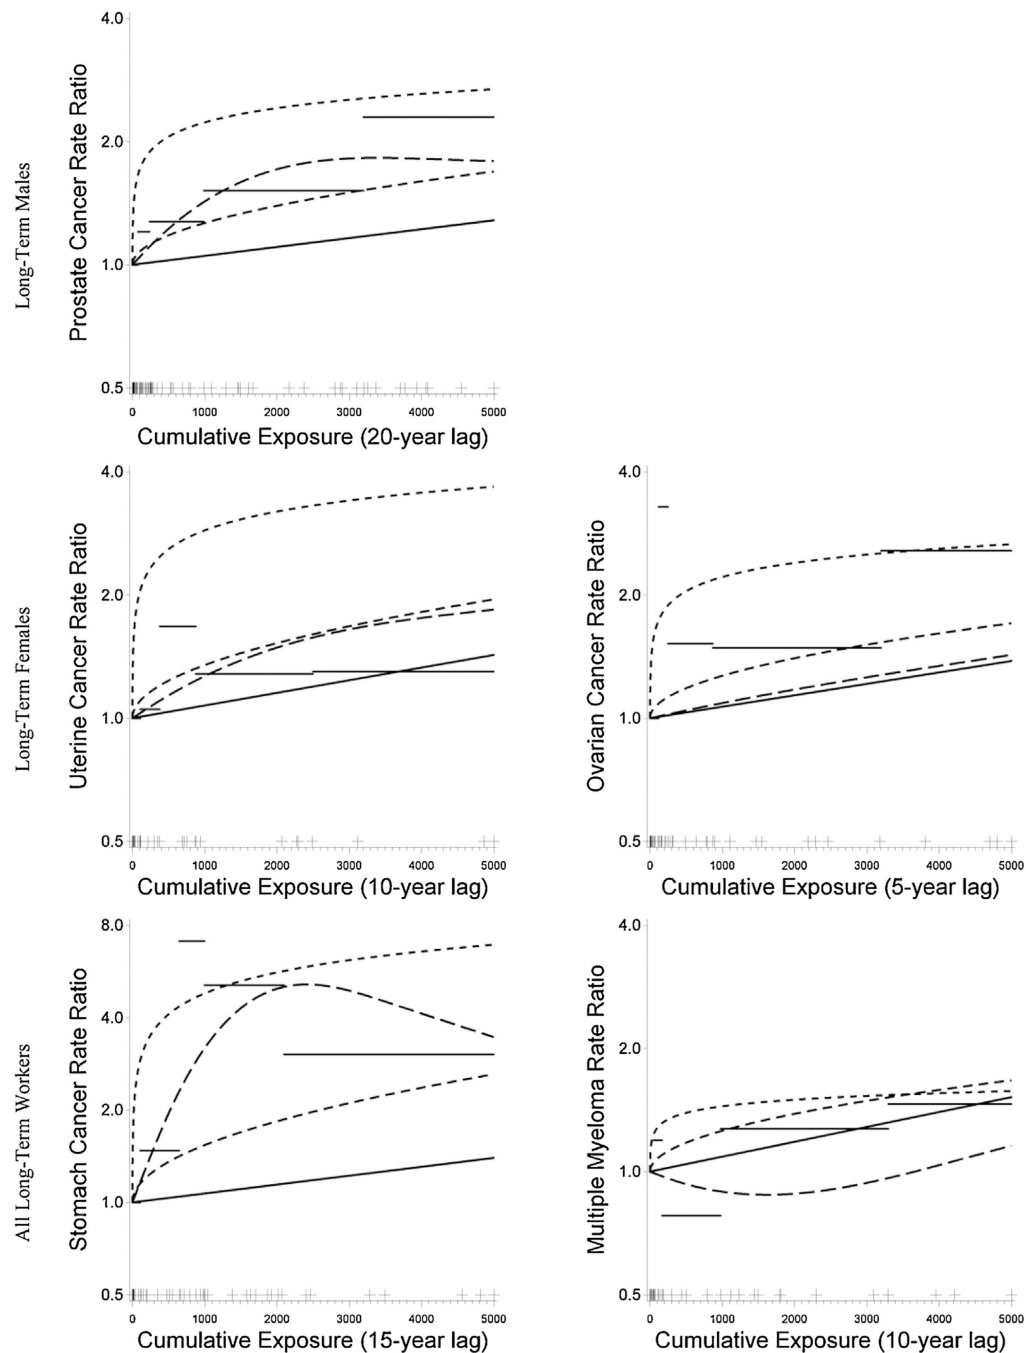 Long-Term Males
Prostate Cancer Rate Ratio
4.0
2.0
1.0
0.5
0 1000 2000 3000 4000 5000
Cumulative Exposure (20-year lag)
Long-Term Females
Uterine Cancer Rate Ratio
4.0
2.0
1.0
0.5
0 1000 2000 3000 4000 5000
Cumulative Exposure (10-year lag)
Ovarian Cancer Rate Ratio
4.0
2.0
1.0
0.5
0 1000 2000 3000 4000 5000
Cumulative Exposure (5-year lag)
All Long-Term Workers
Stomach Cancer Rate Ratio
8.0
4.0
2.0
1.0
0.5
0 1000 2000 3000 4000 5000
Cumulative Exposure (15-year lag)
Multiple Myeloma Rate Ratio
4.0
2.0
1.0
0.5
0 1000 2000 3000 4000 5000
Cumulative Exposure (10-year lag)